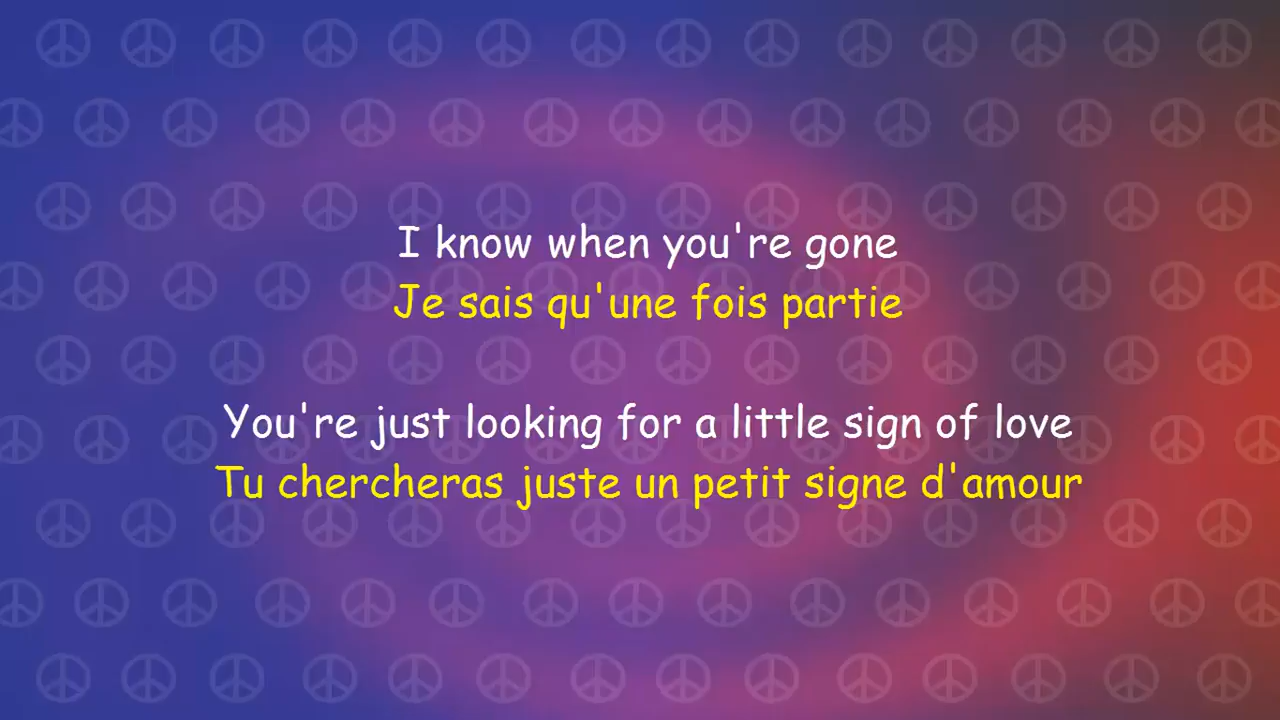 I know when you're gone
Je sais qu'une fois partie
You're just looking for a little sign of love
Tu chercheras juste un petit signe d'amour